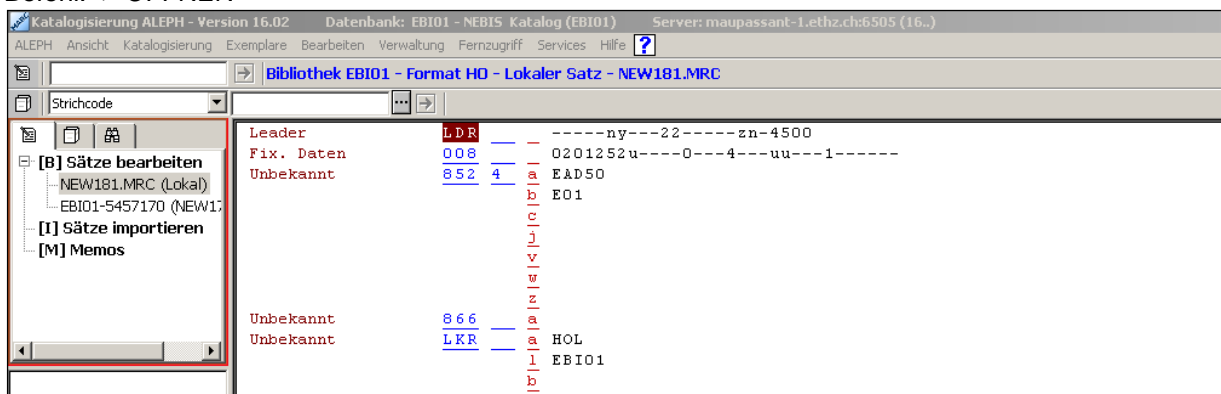 Katalogisierung ALEPH - Version 16.02 Datenbank: EBI01 - NEBIS Katalog (EBI01) Server: maupassant-1.ethz.ch:6505 (16..)
ALEPH Ansicht Katalogisierung Exemplare Bearbeiten Verwaltung Fernzugriff Services Hilfe ?
Bibliothek EBI01 - Format HO - Lokaler Satz - NEW181.MRC
Strichcode ...
[B] Sätze bearbeiten
NEW181.MRC (Lokal)
EBI01-5457170 (NEW17
[I] Sätze importieren
[M] Memos
Leader LDR -----ny---22-----zn-4500
Fix. Daten 008 0201252u----0---4---uu---1------
Unbekannt 852 4 a EAD50
b E01
c
j
v
w
z
Unbekannt 866 a
Unbekannt LKR a HOL
l EBI01
b